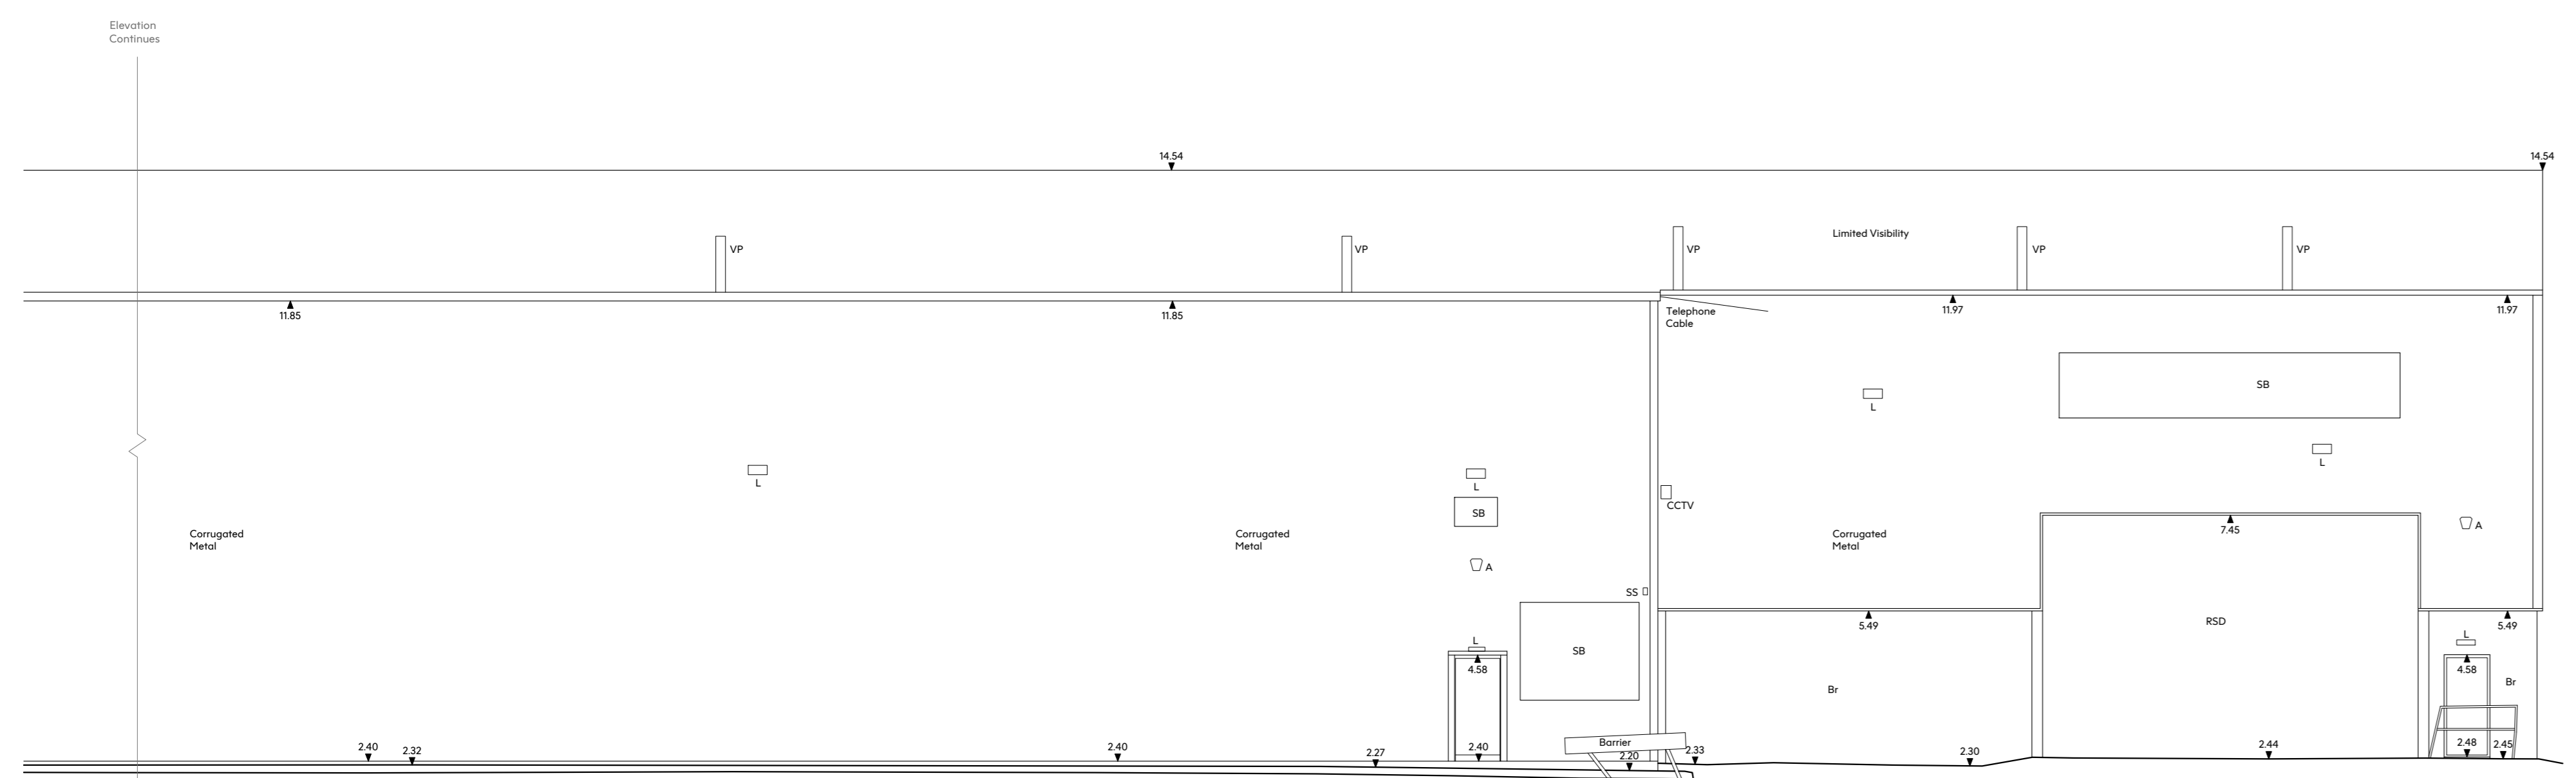 Elevation
Continues
14.54
14.54
VP
VP
VP
Limited Visibility
VP
VP
11.85
11.85
Telephone
Cable
11.97
11.97
SB
L
L
L
L
SB
CCTV
Corrugated
Metal
Corrugated
Metal
Corrugated
Metal
7.45
A
A
SS
5.49
RSD
5.49
L
L
SB
4.58
4.58
Br
Br
2.40
2.32
2.40
2.27
2.40
Barrier
2.20
2.33
2.30
2.44
2.48
2.45